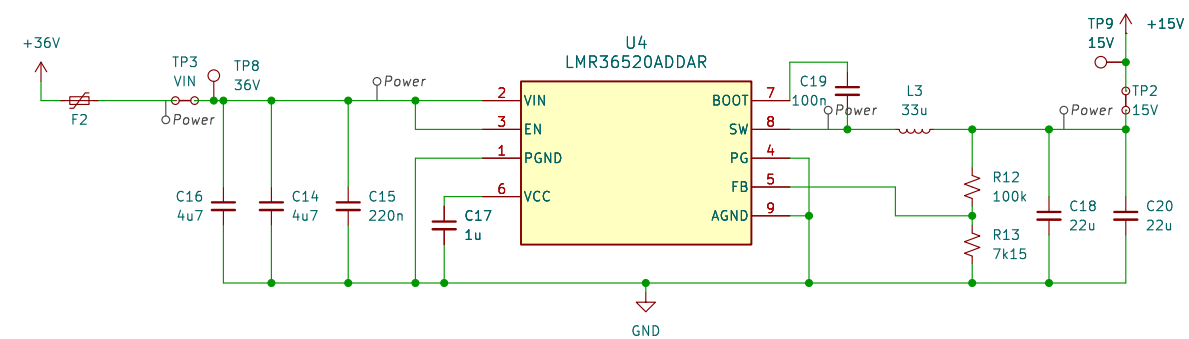 +36V
F2
TP3
VIN
TP8
36V
Power
Power
C16
4u7
C14
4u7
C15
220n
C17
1u
U4
LMR36520ADDAR
2
VIN
3
EN
1
PGND
6
VCC
BOOT
7
SW
8
PG
4
FB
5
AGND
9
C19
100n
Power
L3
33u
R12
100k
R13
7k15
Power
C18
22u
C20
22u
TP9
15V
+15V
TP2
15V
GND